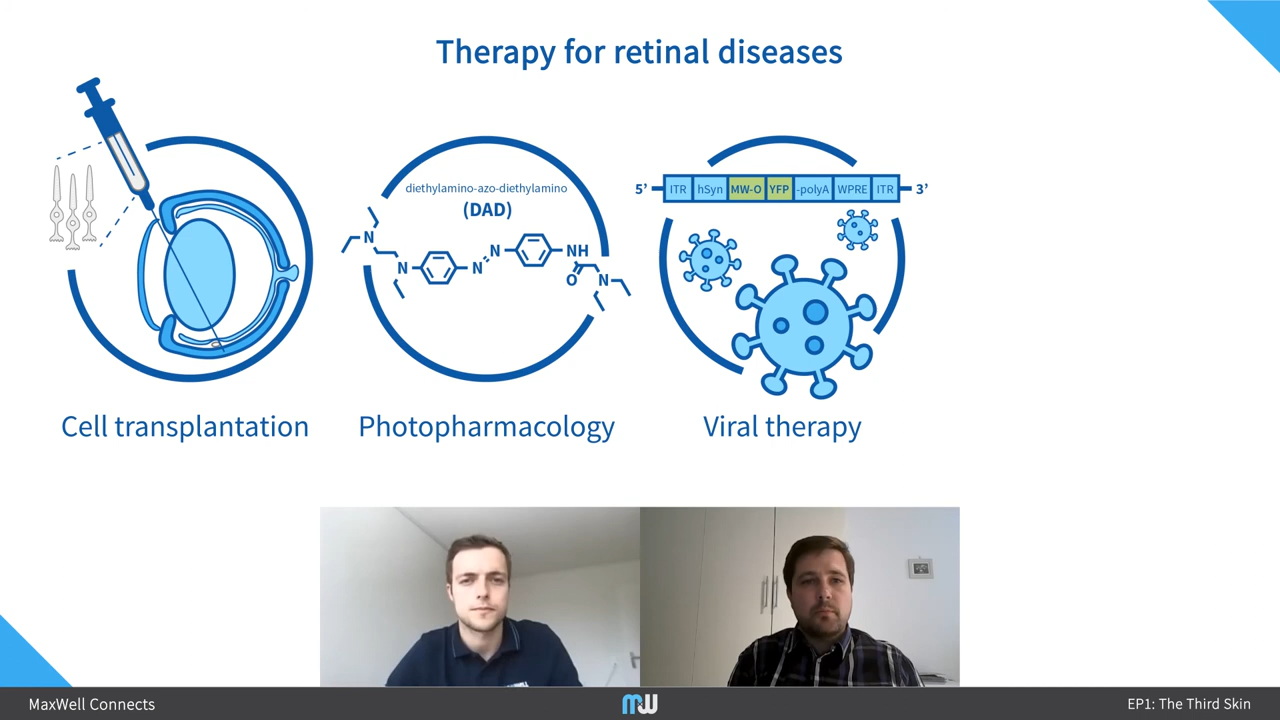 Therapy for retinal diseases
diethylamino-azo-diethylamino
(DAD)
N
N
N
N
NH
O
N
5’ ITR hSyn MW-O YFP -polyA WPRE ITR 3’
Cell transplantation
Photopharmacology
Viral therapy
MaxWell Connects
mw
EP1: The Third Skin